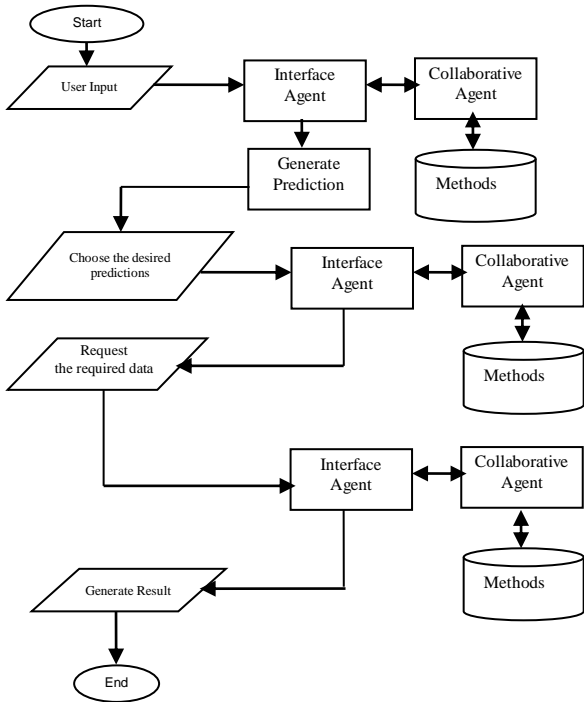 Start
User Input
Interface
Agent
Collaborative
Agent
Generate
Prediction
Methods
Choose the desired
predictions
Interface
Agent
Collaborative
Agent
Request
the required data
Methods
Interface
Agent
Collaborative
Agent
Generate Result
Methods
End